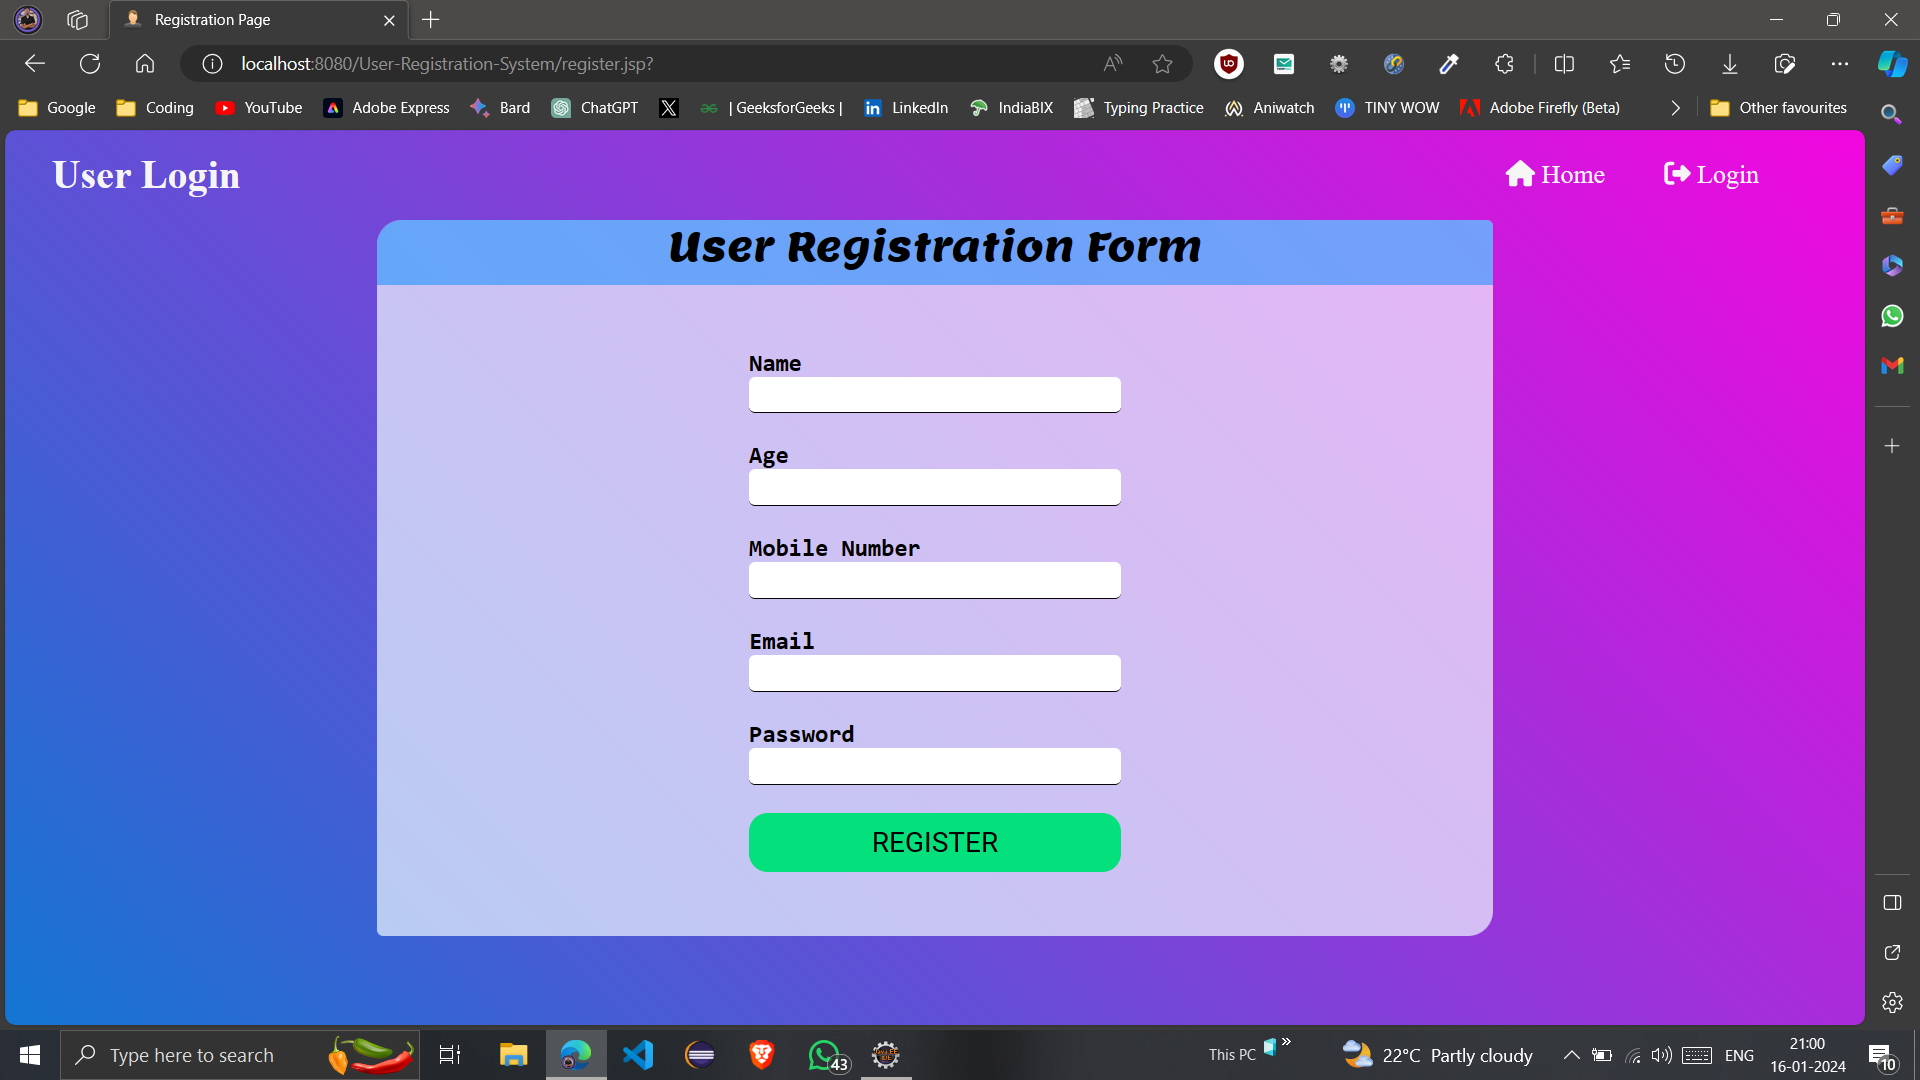 Registration Page
localhost:8080/User-Registration-System/register.jsp?
Google Coding YouTube Adobe Express Bard ChatGPT | GeeksforGeeks | LinkedIn IndiaBIX Typing Practice Aniwatch TINY WOW Adobe Firefly (Beta) Other favourites
User Login Home Login
User Registration Form
Name
Age
Mobile Number
Email
Password
REGISTER
Type here to search
43
This PC
22°C Partly cloudy
ENG
21:00
16-01-2024
10